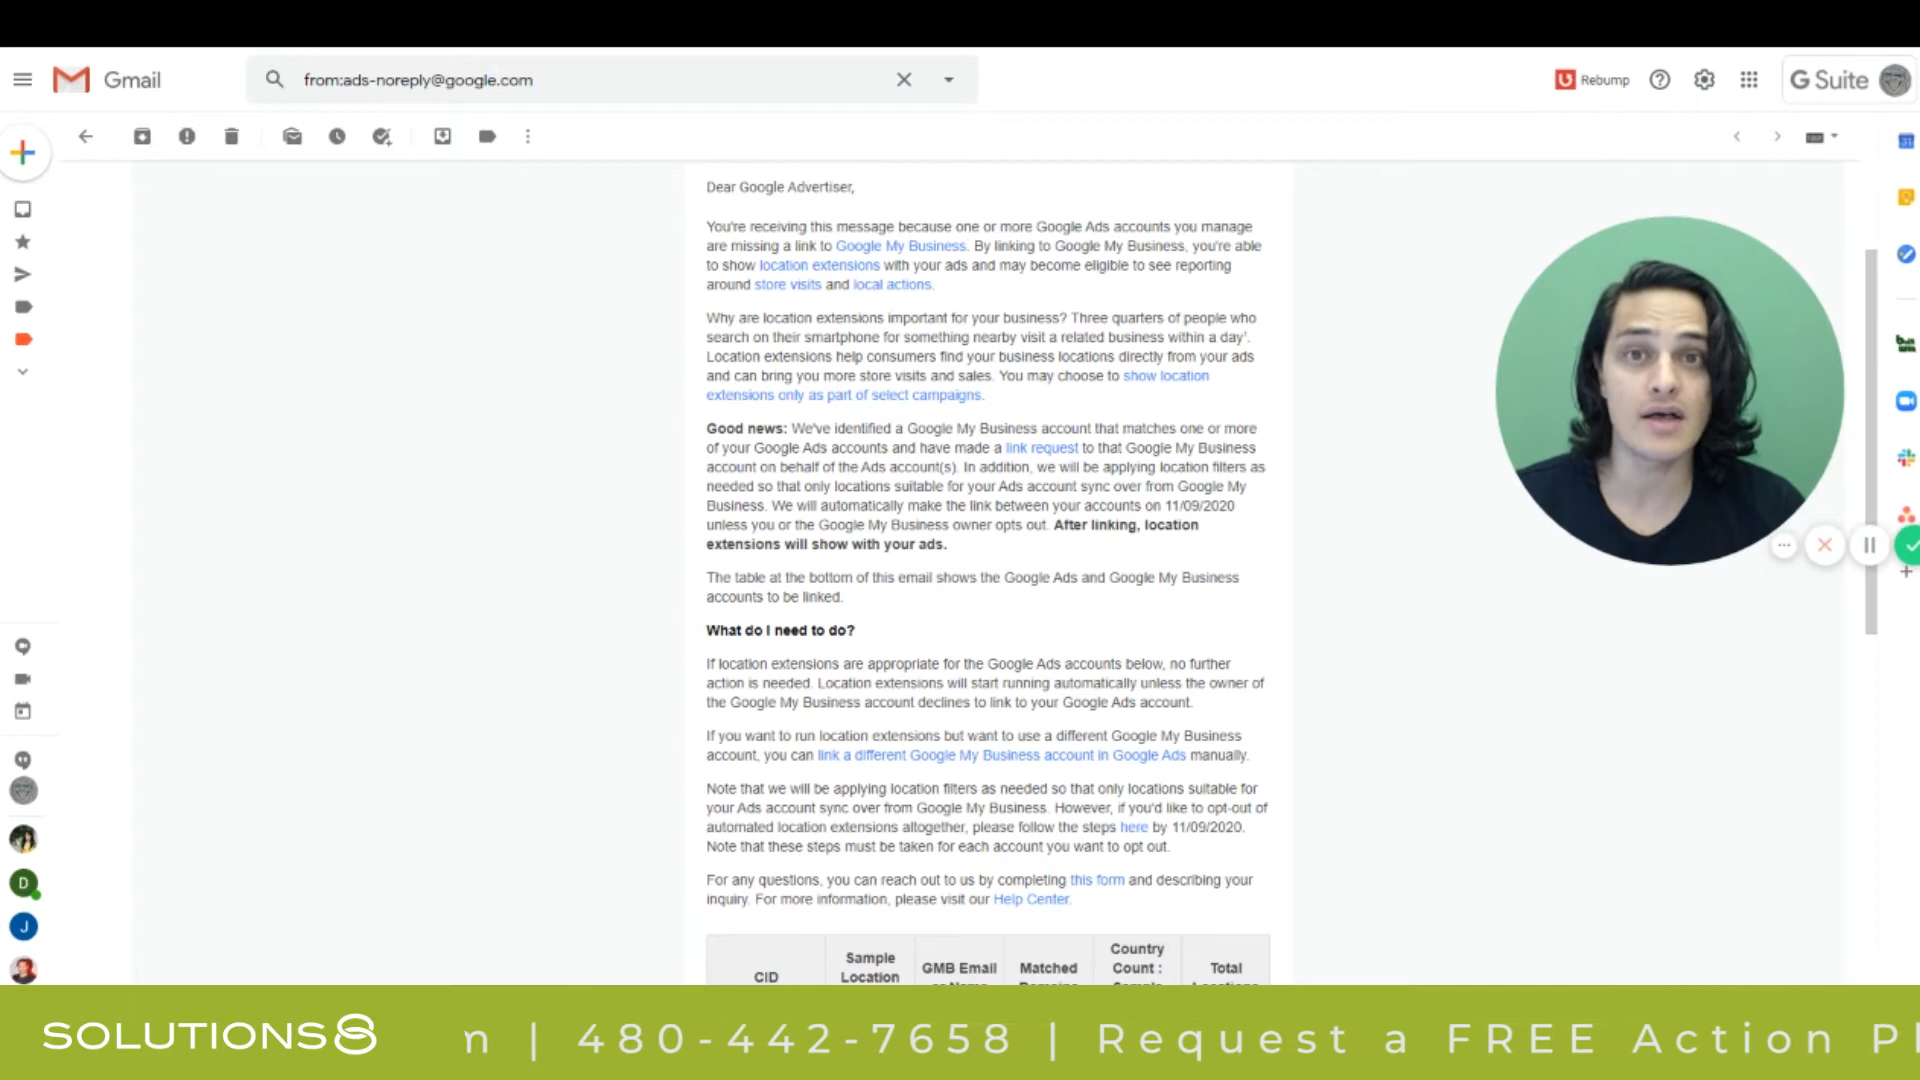 Gmail
from:ads-noreply@google.com
Rebump
G Suite
Dear Google Advertiser,
You're receiving this message because one or more Google Ads accounts you manage
are missing a link to Google My Business. By linking to Google My Business, you're able
to show location extensions with your ads and may become eligible to see reporting
around store visits and local actions.
Why are location extensions important for your business? Three quarters of people who
search on their smartphone for something nearby visit a related business within a day¹.
Location extensions help consumers find your business locations directly from your ads
and can bring you more store visits and sales. You may choose to show location
extensions only as part of select campaigns.
Good news: We've identified a Google My Business account that matches one or more
of your Google Ads accounts and have made a link request to that Google My Business
account on behalf of the Ads account(s). In addition, we will be applying location filters as
needed so that only locations suitable for your Ads account sync over from Google My
Business. We will automatically make the link between your accounts on 11/09/2020
unless you or the Google My Business owner opts out. After linking, location
extensions will show with your ads.
The table at the bottom of this email shows the Google Ads and Google My Business
accounts to be linked.
What do I need to do?
If location extensions are appropriate for the Google Ads accounts below, no further
action is needed. Location extensions will start running automatically unless the owner of
the Google My Business account declines to link to your Google Ads account.
If you want to run location extensions but want to use a different Google My Business
account, you can link a different Google My Business account in Google Ads manually.
Note that we will be applying location filters as needed so that only locations suitable for
your Ads account sync over from Google My Business. However, if you'd like to opt-out of
automated location extensions altogether, please follow the steps here by 11/09/2020.
Note that these steps must be taken for each account you want to opt out.
For any questions, you can reach out to us by completing this form and describing your
inquiry. For more information, please visit our Help Center.
CID
Sample
Location
GMB Email
Matched
Country
Count :
Total
D
J
31
SOLUTIONS8
n | 480-442-7658 | Request a FREE Action Pl